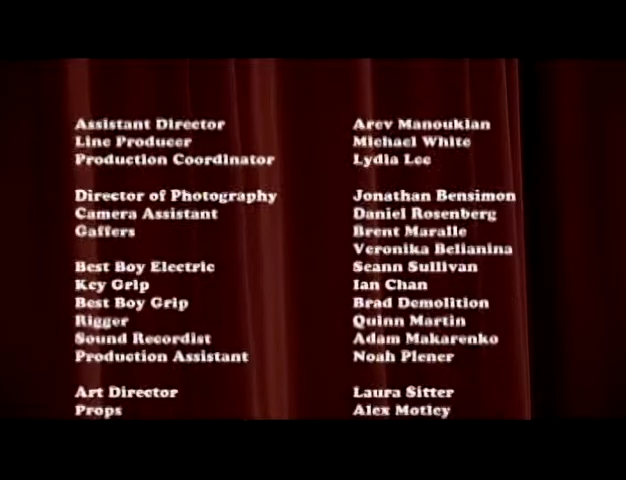 Assistant Director Arev Manoukian
Line Producer Michael White
Production Coordinator Lydia Lee
Director of Photography Jonathan Bensimon
Camera Assistant Daniel Rosenberg
Gaffers Brent Maralle
Veronika Belianina
Best Boy Electric Seann Sullivan
Key Grip Ian Chan
Best Boy Grip Brad Demolition
Rigger Quinn Martin
Sound Recordist Adam Makarenko
Production Assistant Noah Plener
Art Director Laura Sitter
Props Alex Motley